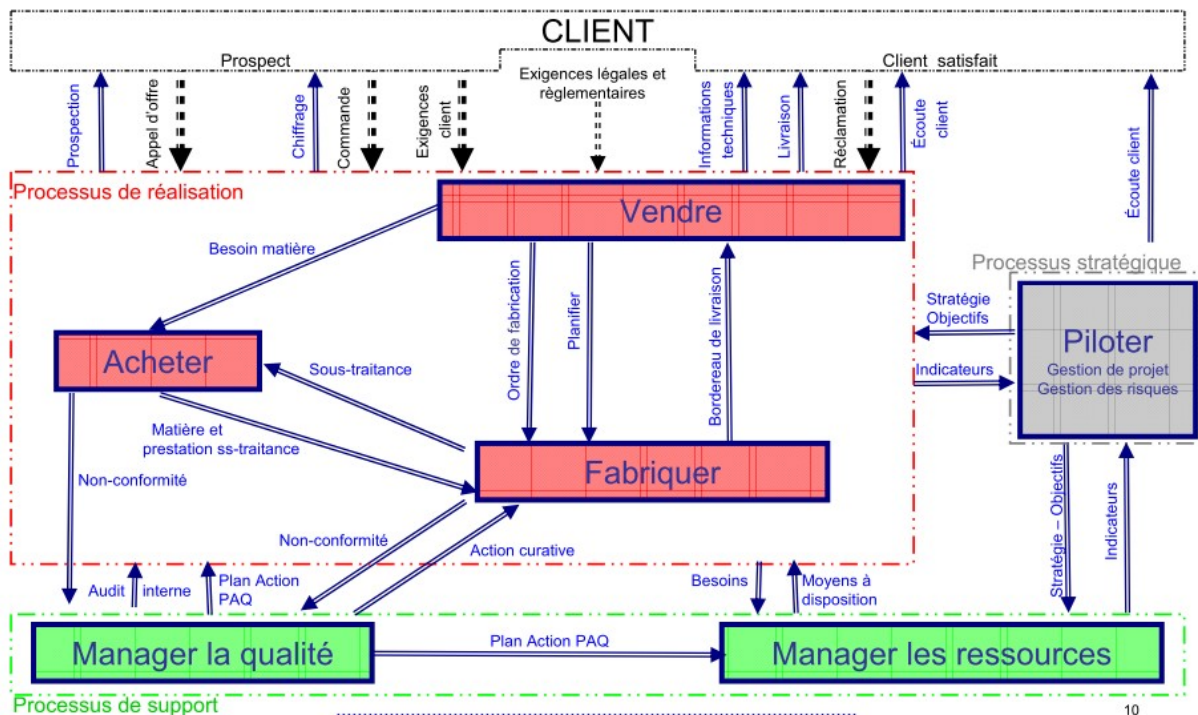 CLIENT
Prospect
Exigences légales et
règlementaires
Client satisfait
Prospection
Appel d'offre
Chiffrage
Commande
Exigences
client
Informations
techniques
Livraison
Réclamation
Écoute
client
Écoute client
Processus de réalisation
Vendre
Besoin matière
Processus stratégique
Ordre de fabrication
Planifier
Bordereau de livraison
Stratégie
Objectifs
Piloter
Gestion de projet
Gestion des risques
Acheter
Sous-traitance
Indicateurs
Matière et
prestation ss-traitance
Fabriquer
Non-conformité
Non-conformité
Action curative
Stratégie – Objectifs
Indicateurs
Audit interne
Plan Action
PAQ
Besoins
Moyens à
disposition
Manager la qualité
Plan Action PAQ
Manager les ressources
Processus de support
10